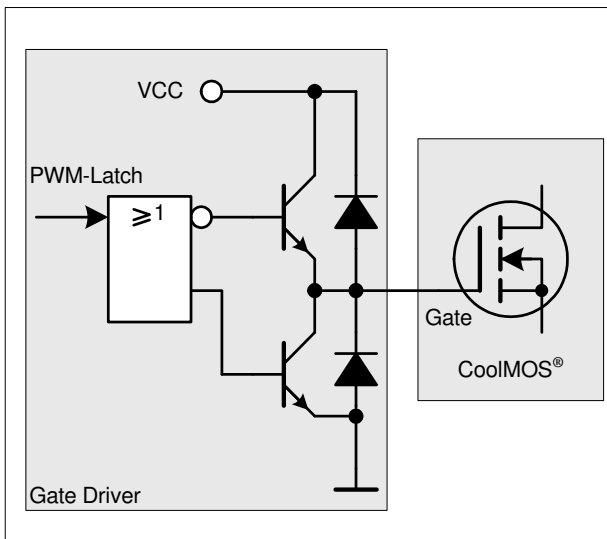 VCC
PWM-Latch
≥1
Gate
CoolMOS®
Gate Driver